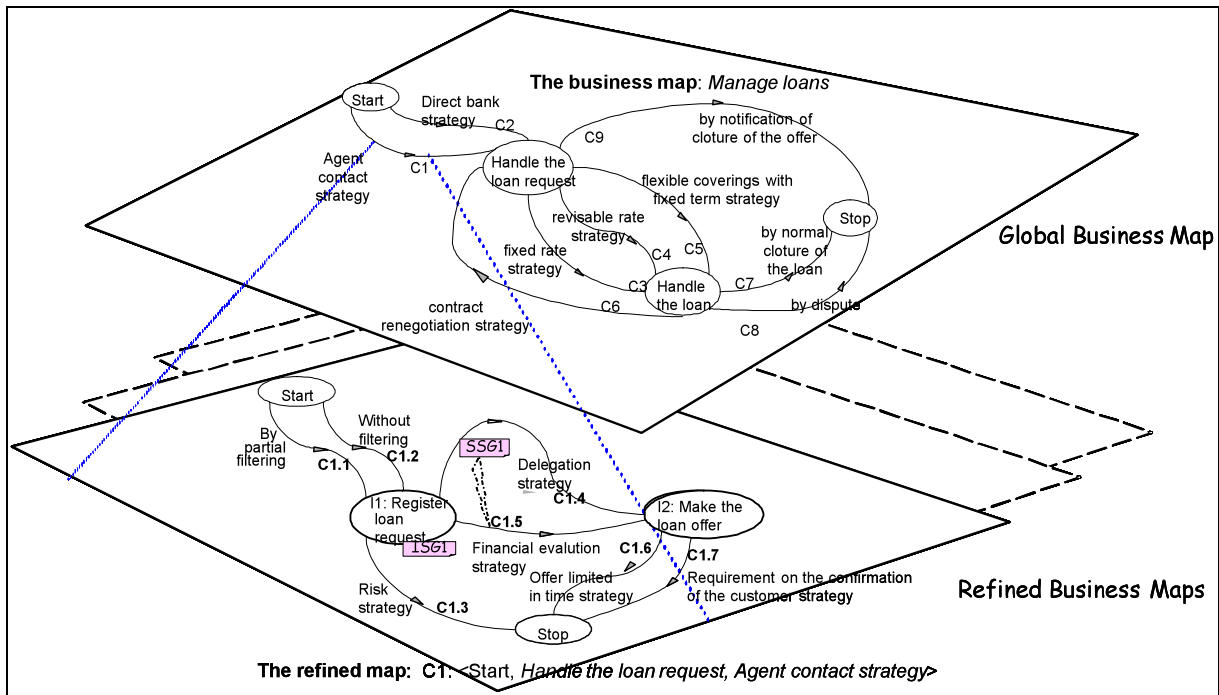 The business map: Manage loans
Start
Direct bank
strategy
C2
C9
by notification of
cloture of the offer
Agent
contact
strategy
C1
Handle the
loan request
flexible coverings with
fixed term strategy
revisable rate
strategy
Stop
by normal
cloture of
the loan
Global Business Map
fixed rate
strategy
C4
C5
C3
Handle
the loan
C7
C6
by dispute
C8
contract
renegotiation strategy
Start
Without
filtering
By
partial
filtering
C1.1
C1.2
SSG1
Delegation
strategy
C1.4
I1: Register
loan
request
I2: Make the
loan offer
C1.5
ISG1
Financial evalution
strategy
C1.6
C1.7
Offer limited
in time strategy
Requirement on the confirmation
of the customer strategy
Refined Business Maps
Risk
strategy
C1.3
Stop
The refined map: C1: <Start, Handle the loan request, Agent contact strategy>